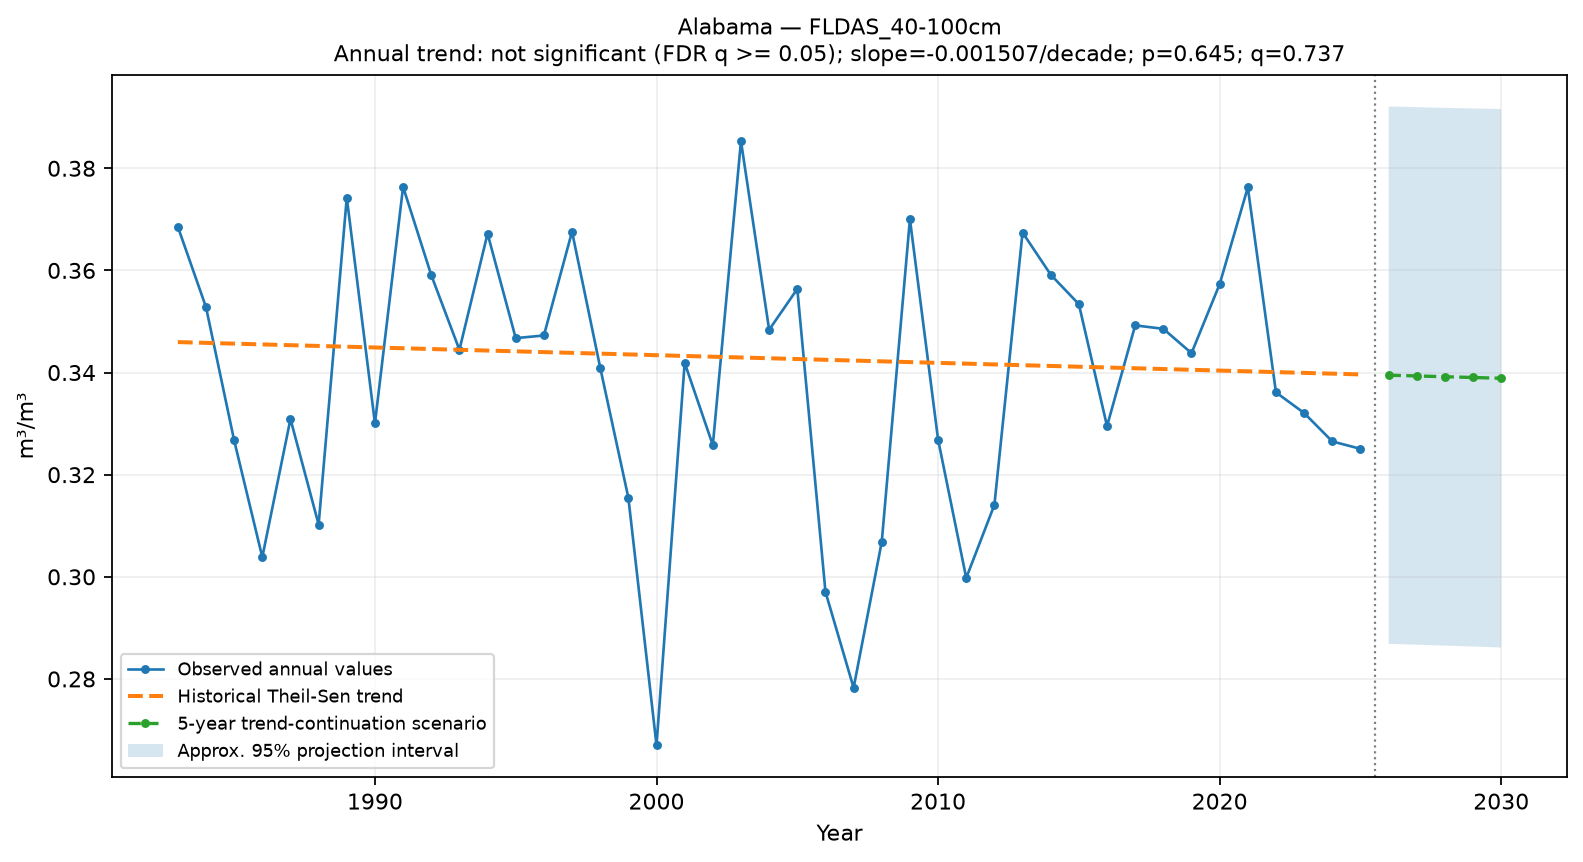 Alabama — FLDAS_40-100cm
Annual trend: not significant (FDR q >= 0.05); slope=-0.001507/decade; p=0.645; q=0.737
m³/m³
0.38
0.36
0.34
0.32
0.30
0.28
Observed annual values
Historical Theil-Sen trend
5-year trend-continuation scenario
Approx. 95% projection interval
1990 2000 2010 2020 2030
Year